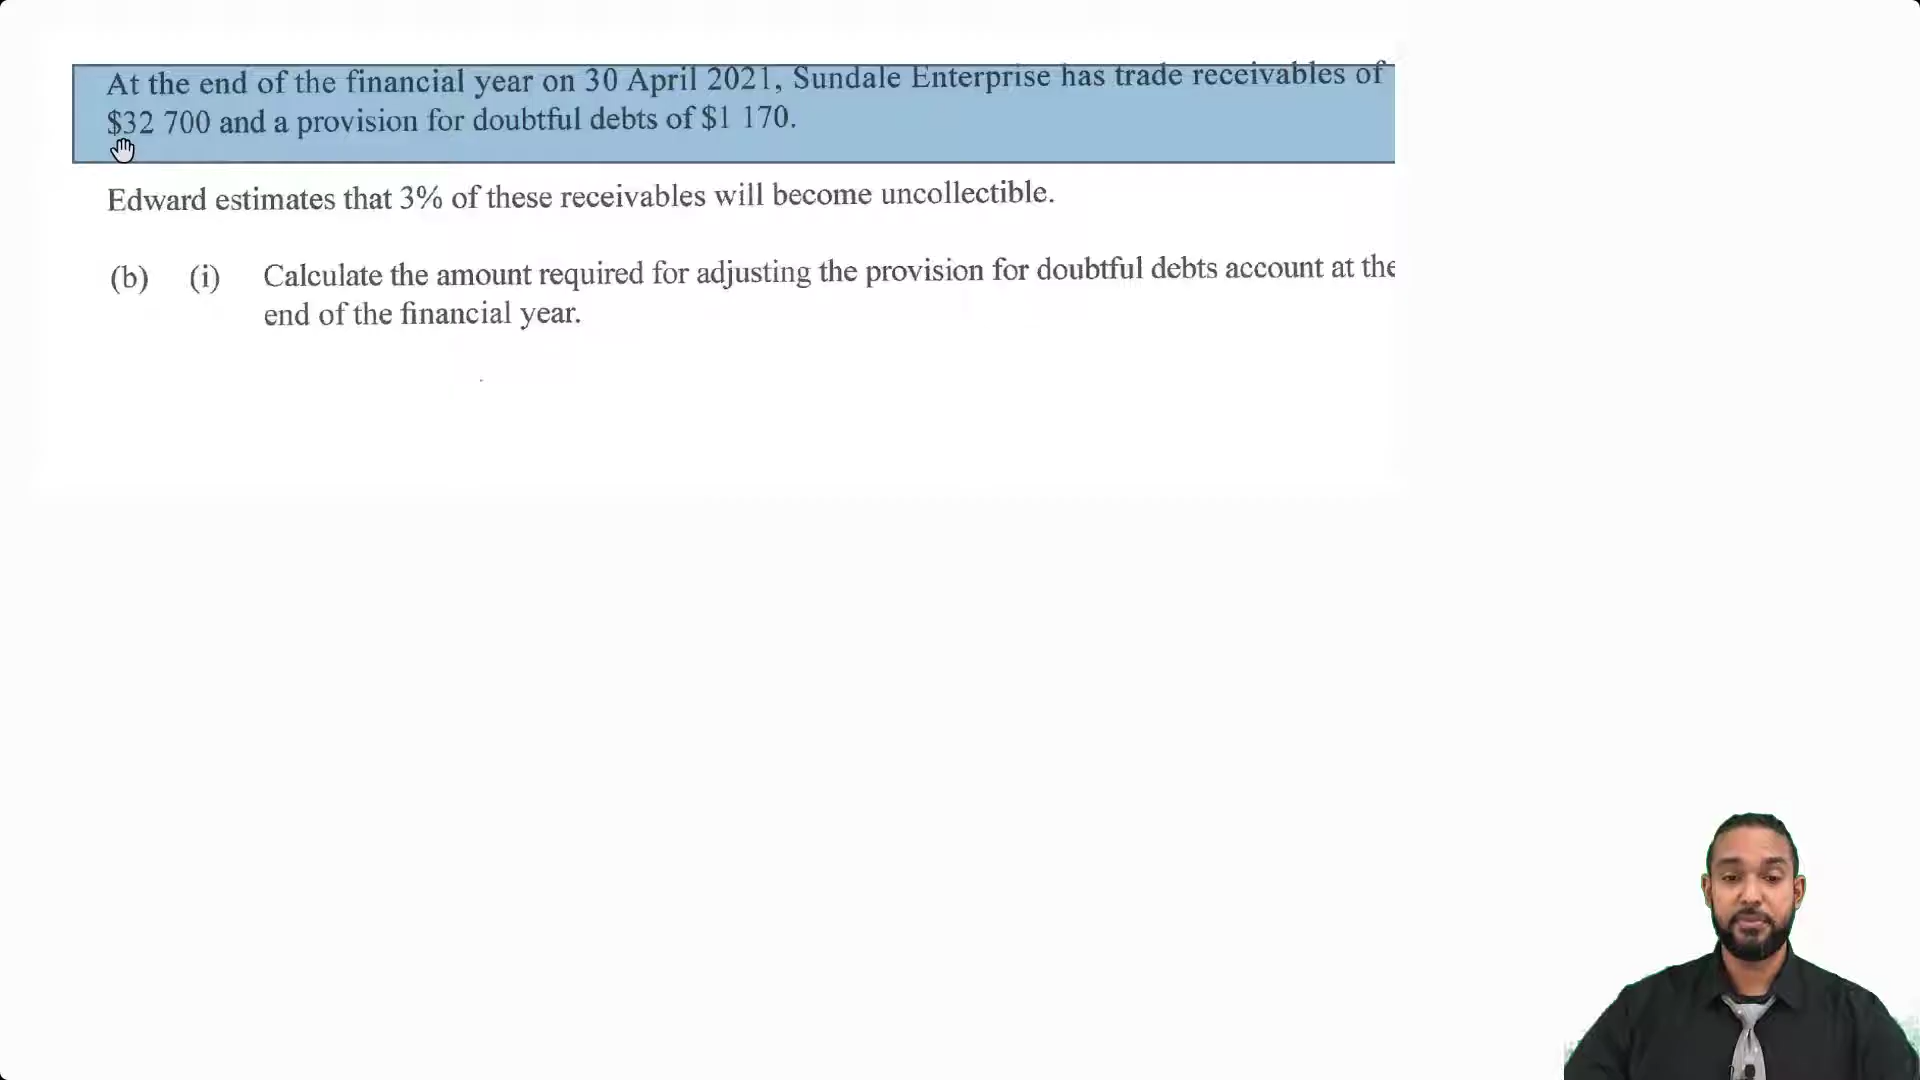 At the end of the financial year on 30 April 2021, Sundale Enterprise has trade receivables of
$32 700 and a provision for doubtful debts of $1 170.
Edward estimates that 3% of these receivables will become uncollectible.
(b) (i) Calculate the amount required for adjusting the provision for doubtful debts account at the
end of the financial year.